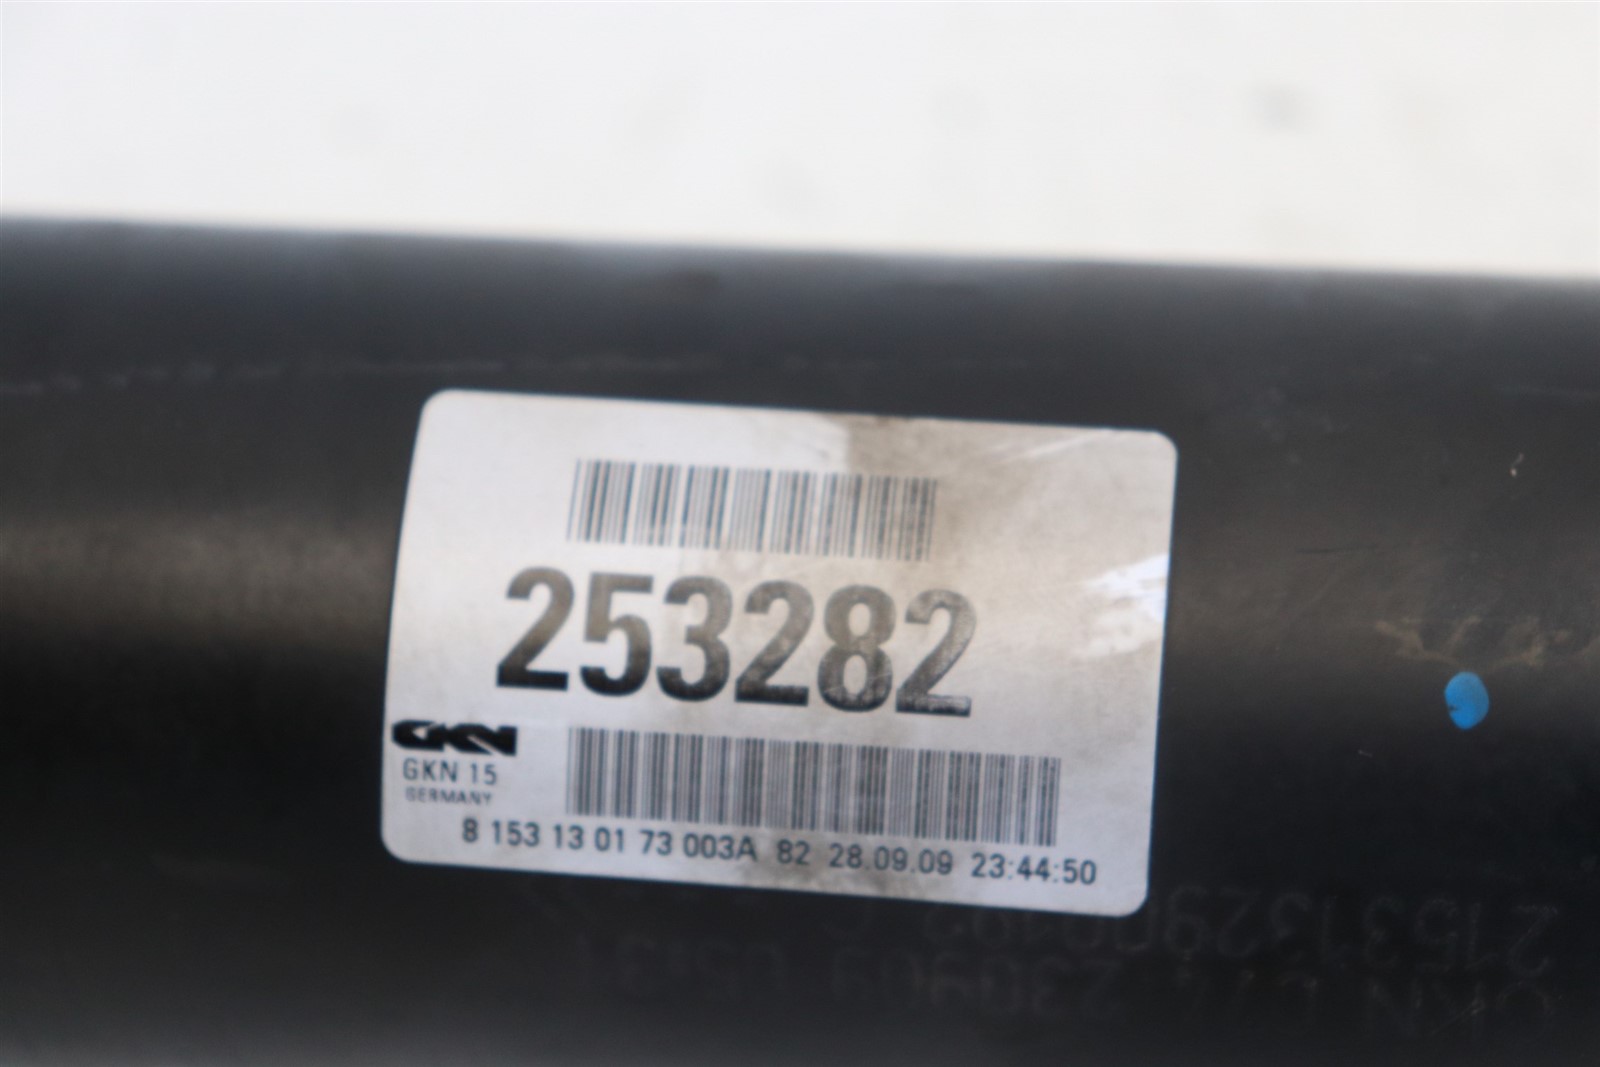 253282
GKN
GKN 15
GERMANY
8 153 13 01 73 003A 82 28.09.09 23:44:50